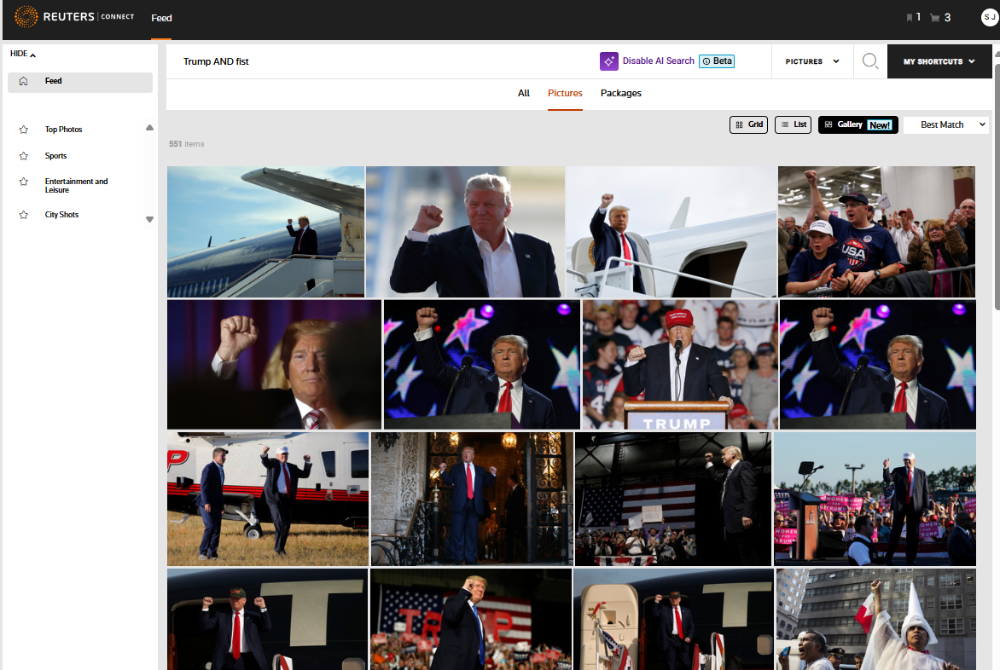 REUTERS | CONNECT
Feed
1
3
S J
HIDE
Feed
Top Photos
Sports
Entertainment and
Leisure
City Shots
Trump AND fist
Disable AI Search
Beta
PICTURES
MY SHORTCUTS
All
Pictures
Packages
Grid
List
Gallery New!
Best Match
551 items
USA
TRUMP
P
WOMEN
FOR
TRUMP
TRUMP